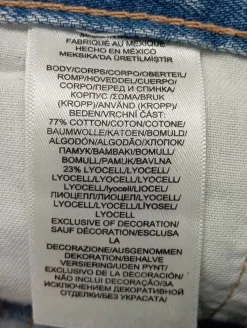 FABRIQUÉ AU MEXIQUE
HECHO EN MÉXICO
MEKSİKA/DA ÜRETİLMİŞTİR
BODY/CORPS/CORPO/OBERTEIL/
ROMP/HOVEDDEL/CUERPO/
CORPO/ПЕРЕД И СПИНКА/
КОРПУС /ΣΩΜΑ/BRUK
(KROPP)/ANVÄND (KROPP)/
BEDEN/VRCHNÍ ČÁST:
77% COTTON/COTON/COTONE/
BAUMWOLLE/KATOEN/BOMULD/
ALGODÓN/ALGODÃO/ХЛОПОК/
ПАМУК/ΒΑΜΒΑΚΙ/BOMULL/
BOMULL/PAMUK/BAVLNA
23% LYOCELL/LYOCELL/
LYOCELL/LYOCELL/LYOCELL/
LYOCELL/lyocell/LIOCEL/
ЛИОЦЕЛЛ/ЛИОЦЕЛ/LYOCELL/
LYOCELL/LYOCELL/LIYOSEL/
LYOCELL
EXCLUSIVE OF DECORATION/
SAUF DÉCORATION/ESCLUSA
LA
DECORAZIONE/AUSGENOMMEN
DEKORATION/BEHALVE
VERSIERING/UDEN PYNT/
EXCLUSIVO DE LA DECORACIÓN/
NÃO INCLUI DECORAÇÃO/ЗА
ИСКЛЮЧЕНИЕМ ДЕКОРАТИВНОЙ
ОТДЕЛКИ/БЕЗ УКРАСАТА/